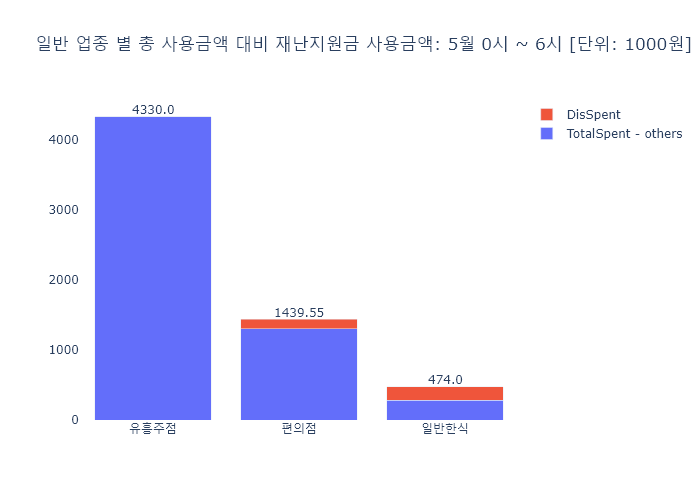 일반 업종 별 총 사용금액 대비 재난지원금 사용금액: 5월 0시 ~ 6시 [단위: 1000원]
DisSpent
TotalSpent - others
4330.0
1439.55
474.0
4000
3000
2000
1000
0
유흥주점 편의점 일반한식